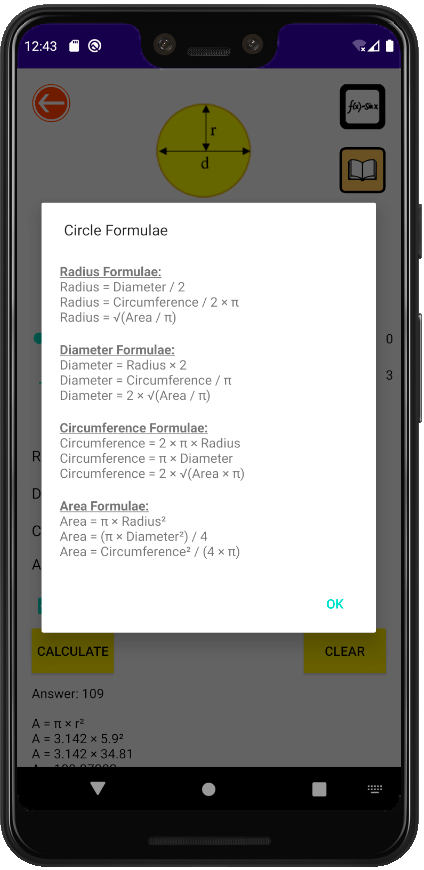 12:43
r
d
f(x)=sin x
Circle Formulae
Radius Formulae:
Radius = Diameter / 2
Radius = Circumference / 2 × π
Radius = √(Area / π)
Diameter Formulae:
Diameter = Radius × 2
Diameter = Circumference / π
Diameter = 2 × √(Area / π)
Circumference Formulae:
Circumference = 2 × π × Radius
Circumference = π × Diameter
Circumference = 2 × √(Area × π)
Area Formulae:
Area = π × Radius²
Area = (π × Diameter²) / 4
Area = Circumference² / (4 × π)
OK
0
3
R
D
C
A
CALCULATE
CLEAR
Answer: 109
A = π × r²
A = 3.142 × 5.9²
A = 3.142 × 34.81